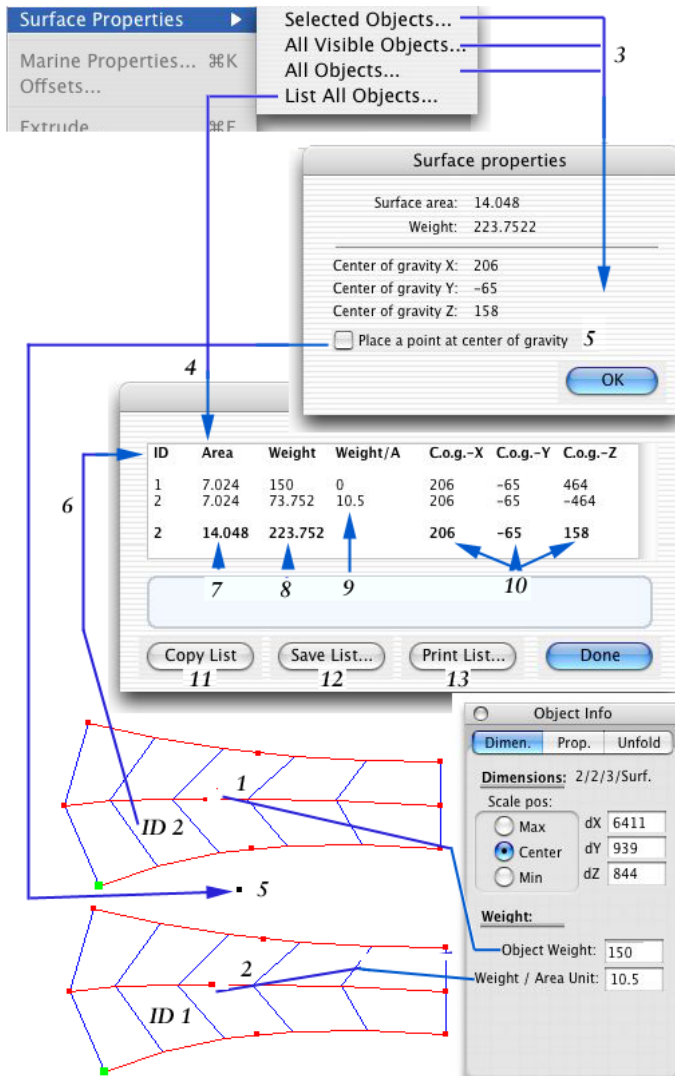 Surface Properties
Marine Properties... ⌘K
Offsets...
Extrude ⌘E
Selected Objects...
All Visible Objects...
All Objects...
List All Objects...
3
Surface properties
Surface area: 14.048
Weight: 223.7522
Center of gravity X: 206
Center of gravity Y: -65
Center of gravity Z: 158
Place a point at center of gravity 5
OK
4
ID Area Weight Weight/A C.o.g.-X C.o.g.-Y C.o.g.-Z
1 7.024 150 0 206 -65 464
2 7.024 73.752 10.5 206 -65 -464
2 14.048 223.752 206 -65 158
6
7 8 9 10
Copy List Save List... Print List... Done
11 12 13
Object Info
Dimen. Prop. Unfold
Dimensions: 2/2/3/Surf.
Scale pos:
Max dX 6411
Center dY 939
Min dZ 844
Weight:
Object Weight: 150
Weight / Area Unit: 10.5
1
ID 2
5
2
ID 1